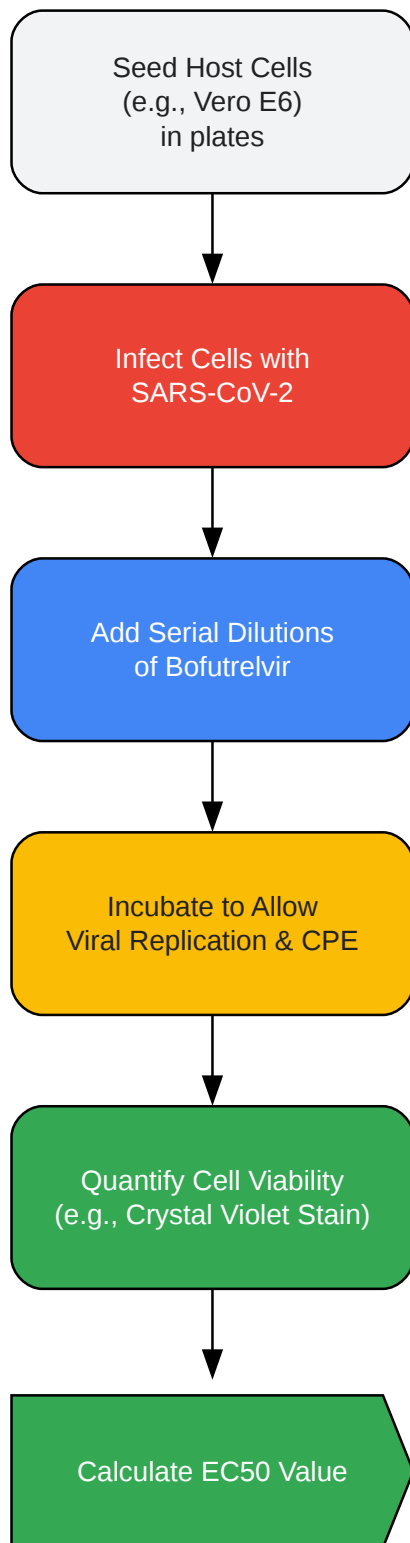 Seed Host Cells
(e.g., Vero E6)
in plates
Infect Cells with
SARS-CoV-2
Add Serial Dilutions
of Bofutrelvir
Incubate to Allow
Viral Replication & CPE
Quantify Cell Viability
(e.g., Crystal Violet Stain)
Calculate EC50 Value